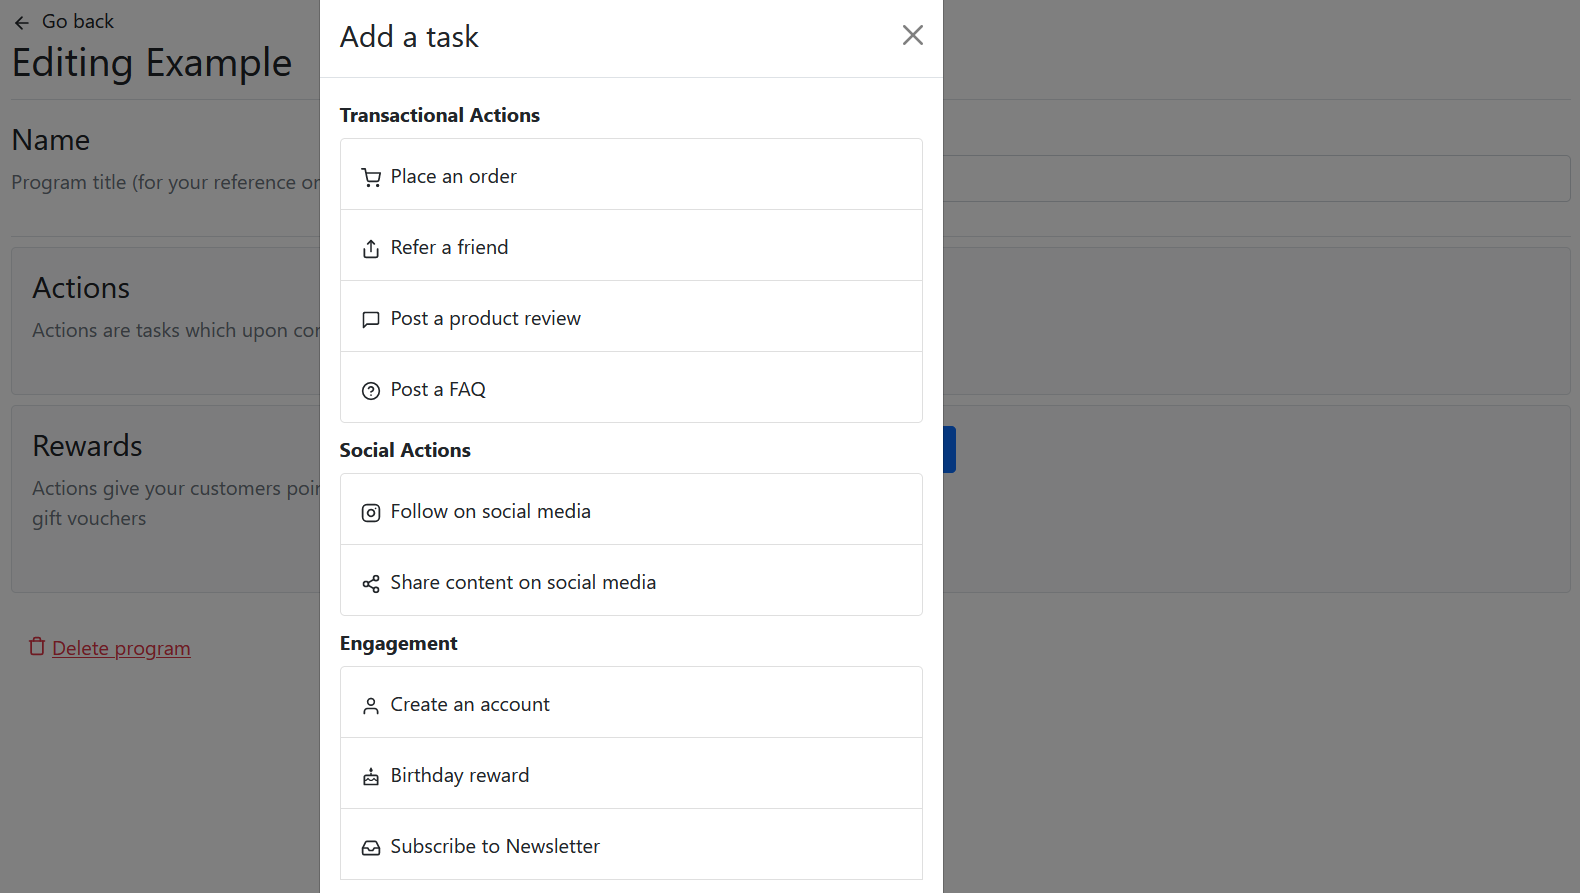 Go back
Editing Example
Name
Program title (for your reference or
Actions
Actions are tasks which upon cor
Rewards
Actions give your customers poin
gift vouchers
Delete program
Add a task
Transactional Actions
Place an order
Refer a friend
Post a product review
Post a FAQ
Social Actions
Follow on social media
Share content on social media
Engagement
Create an account
Birthday reward
Subscribe to Newsletter